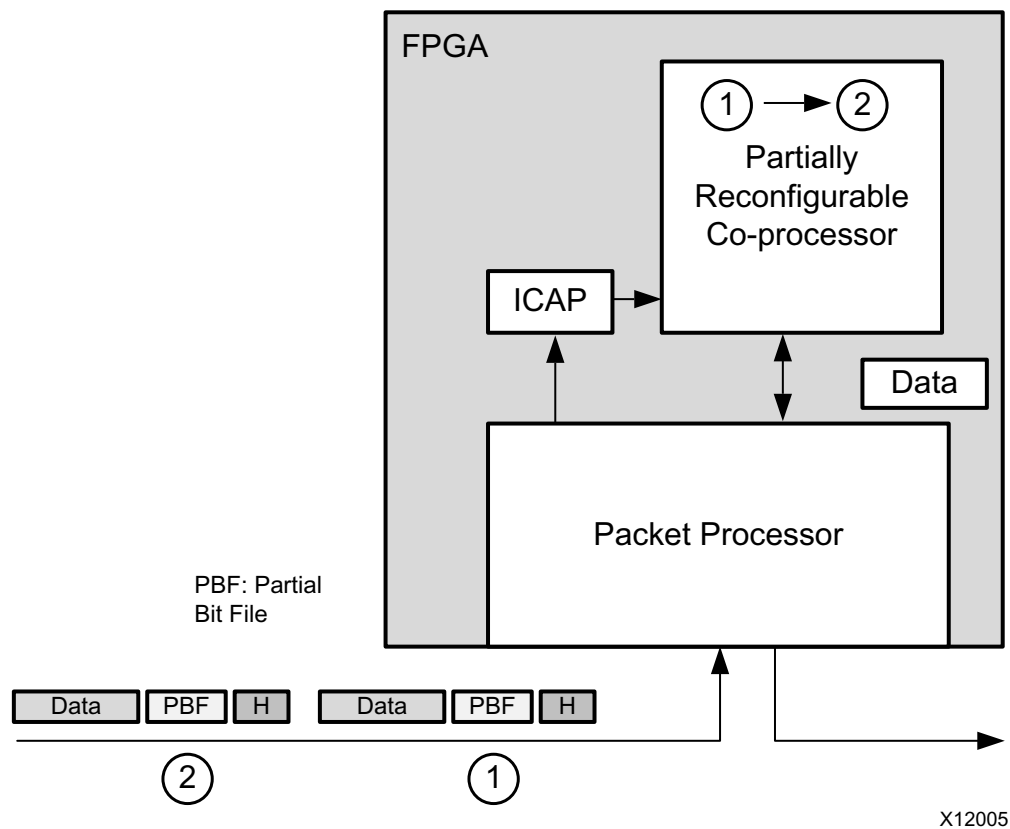 FPGA
1 2
Partially
Reconfigurable
Co-processor
ICAP
Data
Packet Processor
PBF: Partial
Bit File
Data PBF H Data PBF H
2 1
X12005